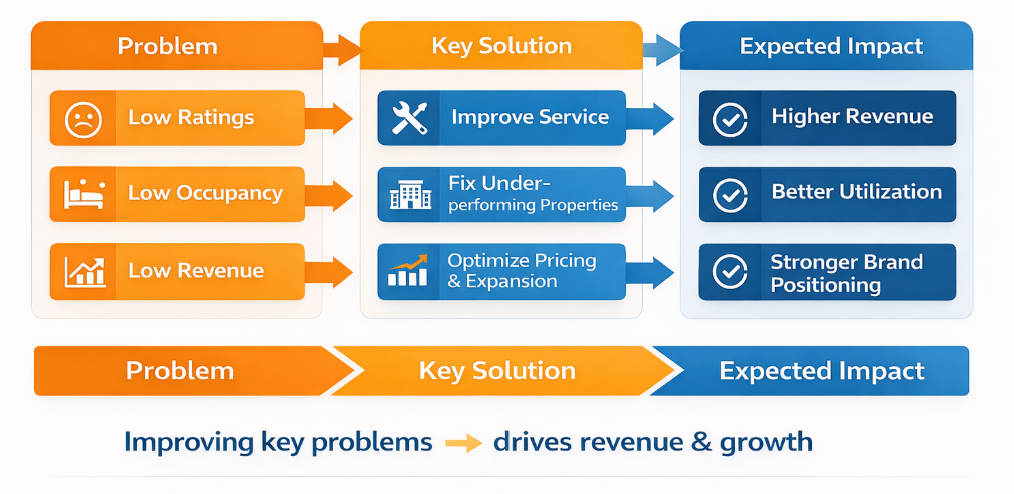 Problem
Key Solution
Expected Impact
Low Ratings
Improve Service
Higher Revenue
Low Occupancy
Fix Under-
performing Properties
Better Utilization
Low Revenue
Optimize Pricing
& Expansion
Stronger Brand
Positioning
Problem
Key Solution
Expected Impact
Improving key problems → drives revenue & growth